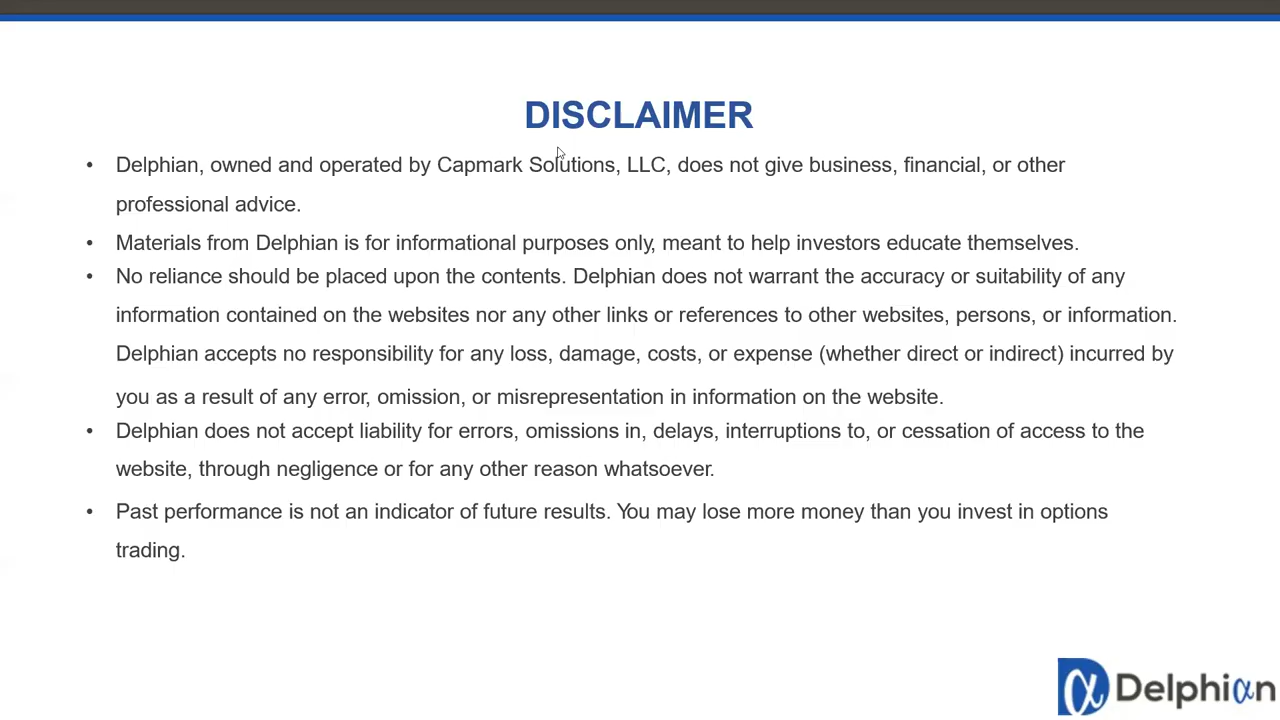 DISCLAIMER
• Delphian, owned and operated by Capmark Solutions, LLC, does not give business, financial, or other
professional advice.
• Materials from Delphian is for informational purposes only, meant to help investors educate themselves.
• No reliance should be placed upon the contents. Delphian does not warrant the accuracy or suitability of any
information contained on the websites nor any other links or references to other websites, persons, or information.
Delphian accepts no responsibility for any loss, damage, costs, or expense (whether direct or indirect) incurred by
you as a result of any error, omission, or misrepresentation in information on the website.
• Delphian does not accept liability for errors, omissions in, delays, interruptions to, or cessation of access to the
website, through negligence or for any other reason whatsoever.
• Past performance is not an indicator of future results. You may lose more money than you invest in options
trading.
α Delphiαn